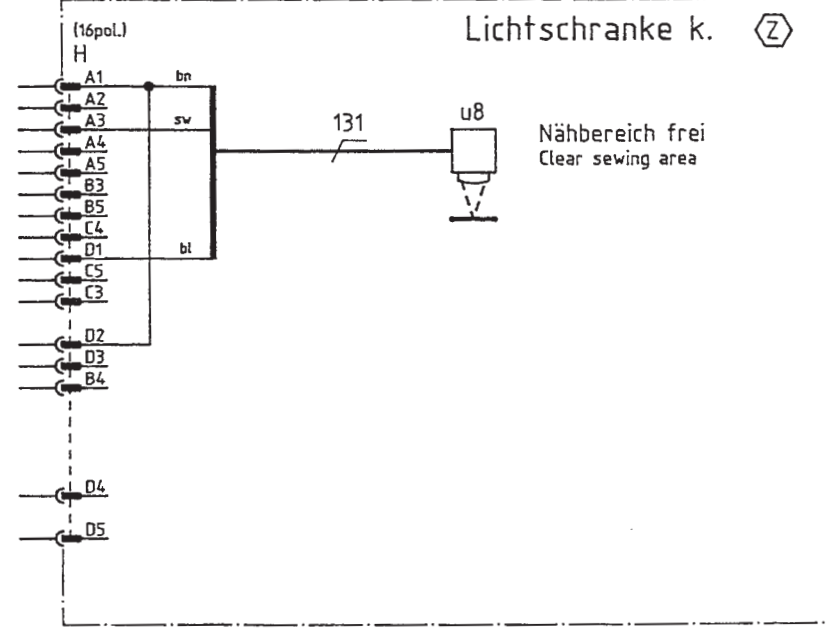 Lichtschranke k. Z
(16pol.)
H
A1 bn
A2
A3 sw
A4
A5
B3
B5
C4
D1 bl
C5
C3
D2
D3
B4
D4
D5
131
u8
Nähbereich frei
Clear sewing area